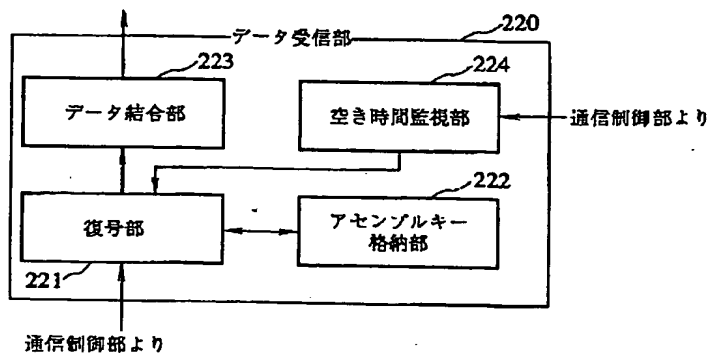 データ受信部
220
223
データ結合部
224
空き時間監視部
通信制御部より
222
アセンブルキー
格納部
復号部
221
通信制御部より